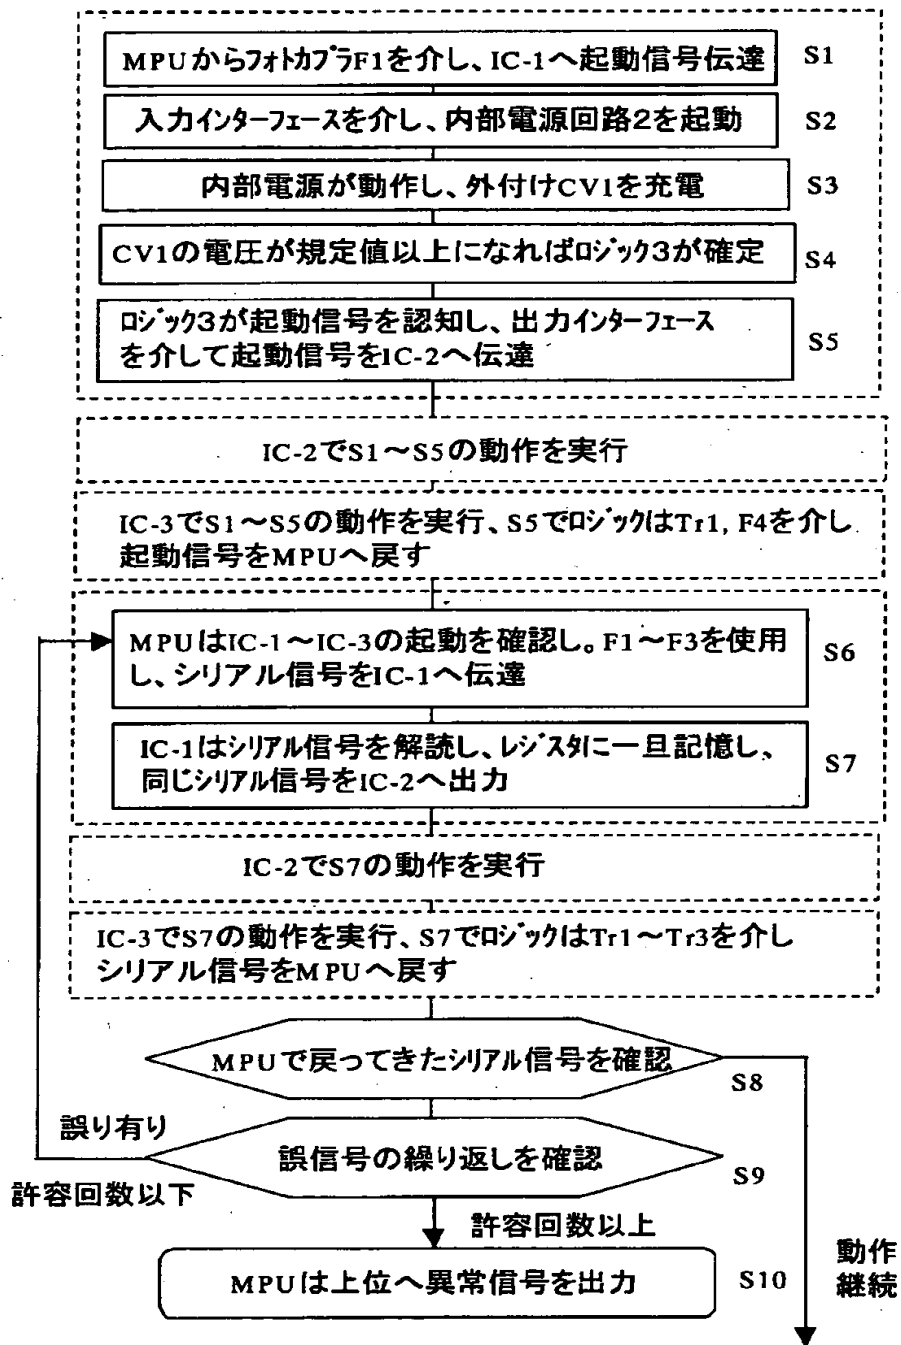 MPUからフォトカプラF1を介し、IC-1へ起動信号伝達
S1
入力インターフェースを介し、内部電源回路2を起動
S2
内部電源が動作し、外付けCV1を充電
S3
CV1の電圧が規定値以上になればロジック3が確定
S4
ロジック3が起動信号を認知し、出力インターフェース
を介して起動信号をIC-2へ伝達
S5
IC-2でS1～S5の動作を実行
IC-3でS1～S5の動作を実行、S5でロジックはTr1, F4を介し
起動信号をMPUへ戻す
MPUはIC-1～IC-3の起動を確認し。F1～F3を使用
し、シリアル信号をIC-1へ伝達
S6
IC-1はシリアル信号を解読し、レジスタに一旦記憶し、
同じシリアル信号をIC-2へ出力
S7
IC-2でS7の動作を実行
IC-3でS7の動作を実行、S7でロジックはTr1～Tr3を介し
シリアル信号をMPUへ戻す
MPUで戻ってきたシリアル信号を確認
S8
誤り有り
誤信号の繰り返しを確認
S9
許容回数以下
許容回数以上
MPUは上位へ異常信号を出力
S10
動作
継続